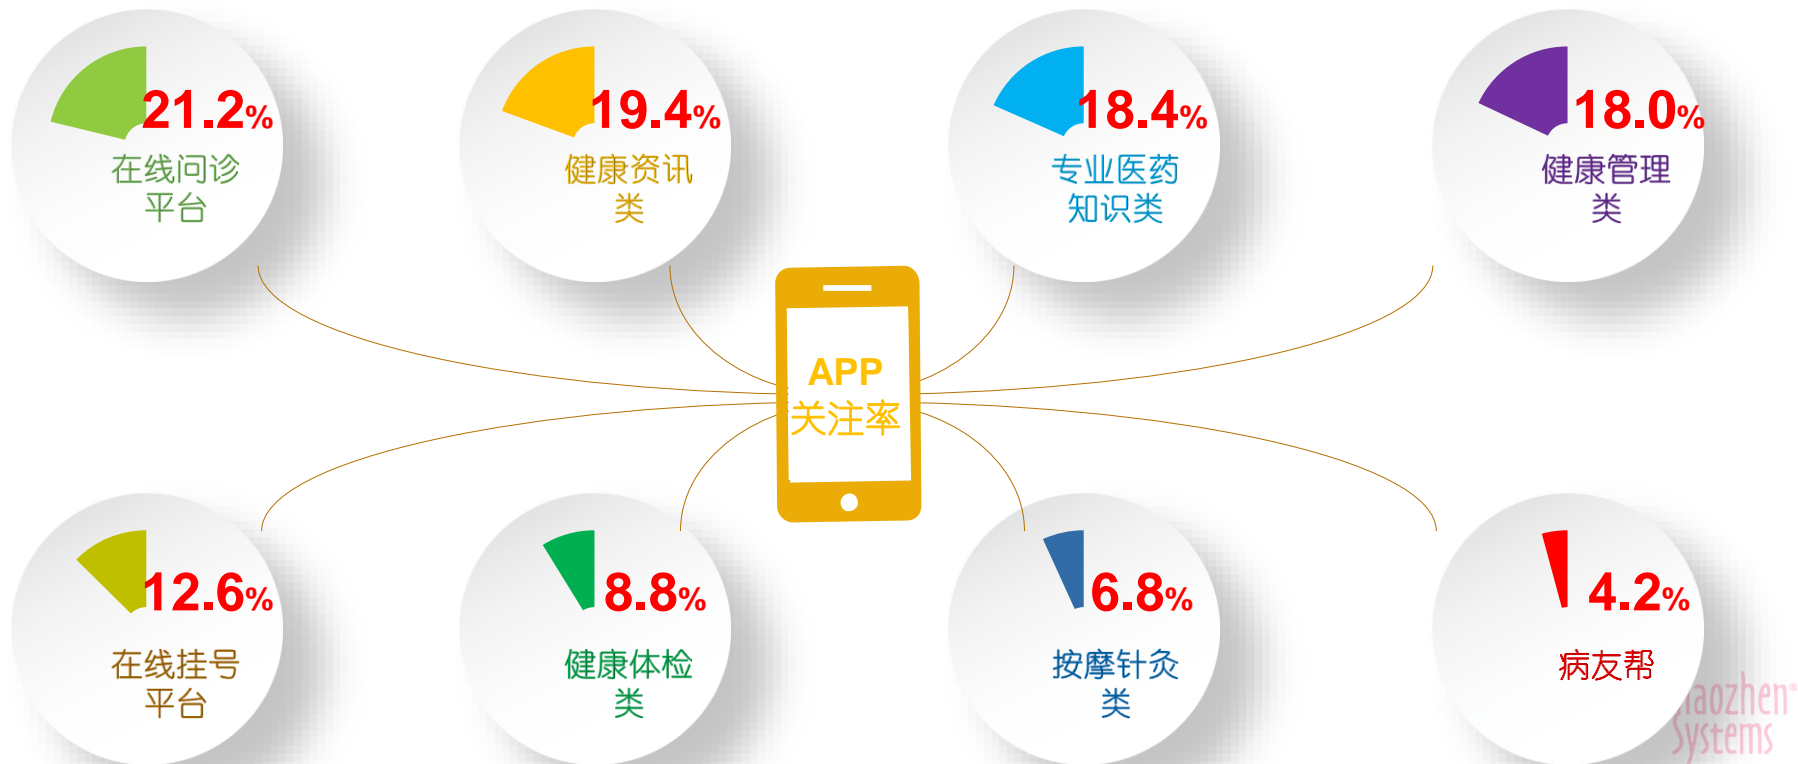 21.2%
在线问诊
平台
19.4%
健康资讯
类
18.4%
专业医药
知识类
18.0%
健康管理
类
APP
关注率
12.6%
在线挂号
平台
8.8%
健康体检
类
6.8%
按摩针灸
类
4.2%
病友帮
Systems